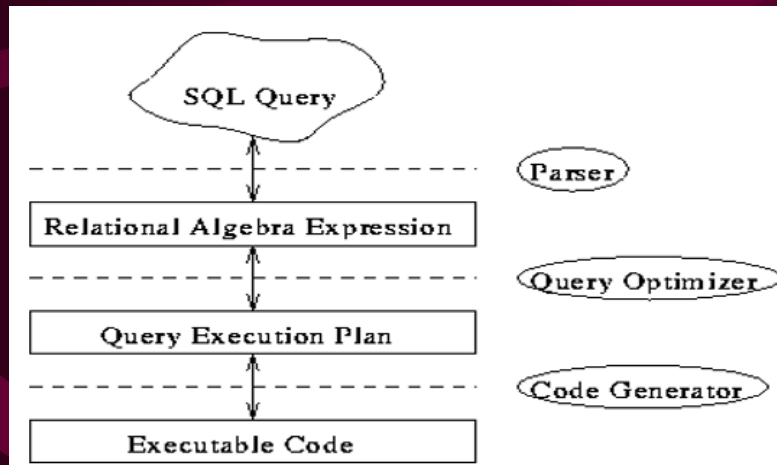 SQL Query
Parser
Relational Algebra Expression
Query Optimizer
Query Execution Plan
Code Generator
Executable Code